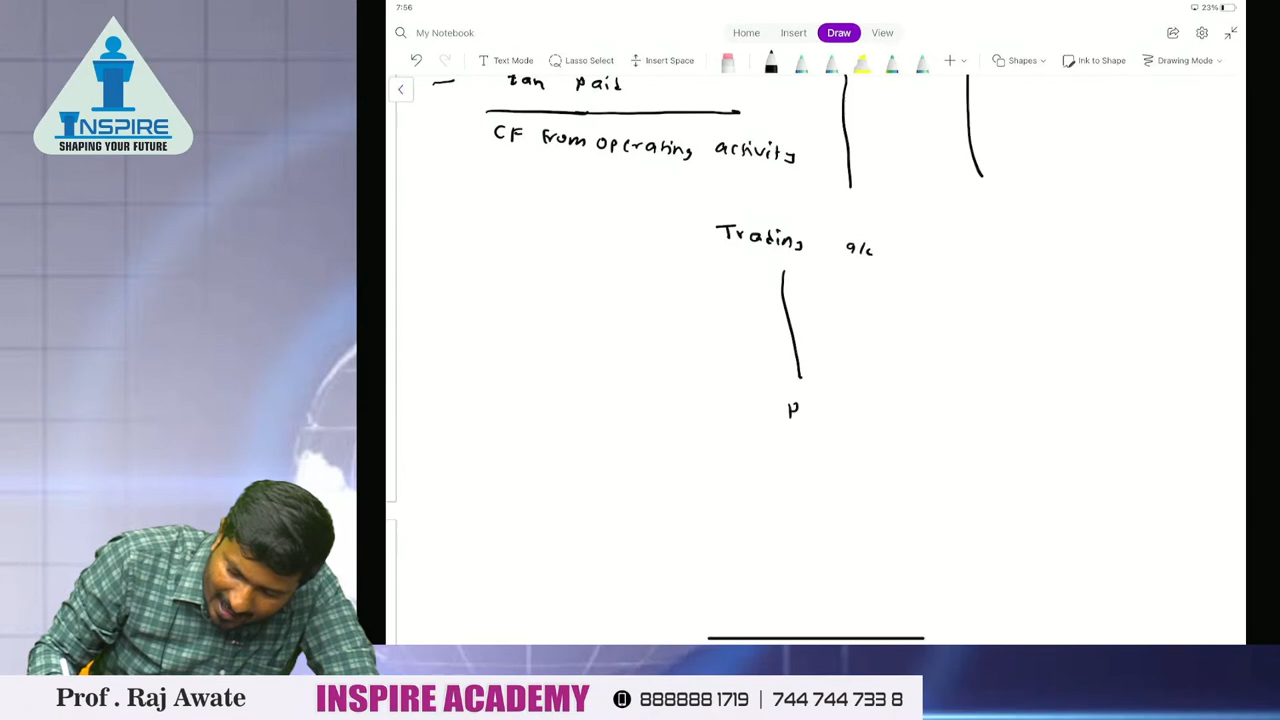 7:56
23%
My Notebook
Home Insert Draw View
Text Mode Lasso Select Insert Space Shapes Ink to Shape Drawing Mode
INSPIRE
SHAPING YOUR FUTURE
- tax paid
CF from operating activity
Trading a/c
P
Prof . Raj Awate INSPIRE ACADEMY 888888 1719 | 744 744 733 8